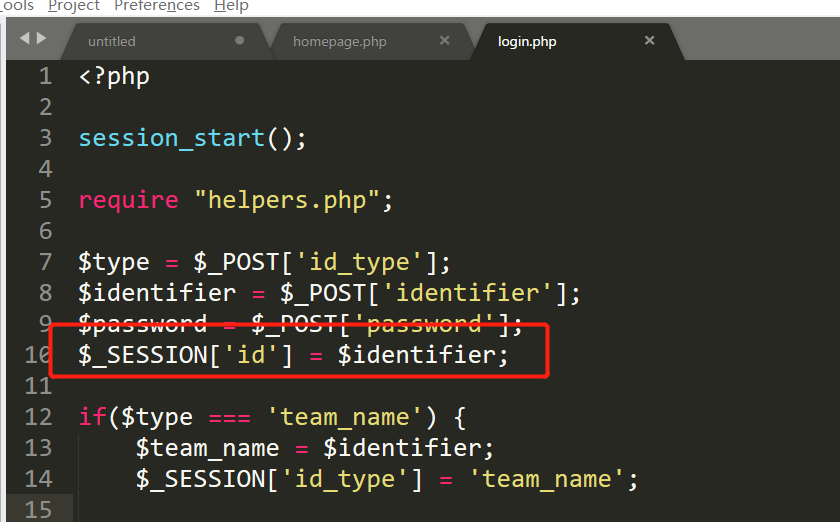 ools Project Preferences Help
untitled homepage.php × login.php ×
1 <?php
2
3 session_start();
4
5 require "helpers.php";
6
7 $type = $_POST['id_type'];
8 $identifier = $_POST['identifier'];
9 $password = $_POST['password'];
10 $_SESSION['id'] = $identifier;
11
12 if($type === 'team_name') {
13 $team_name = $identifier;
14 $_SESSION['id_type'] = 'team_name';
15